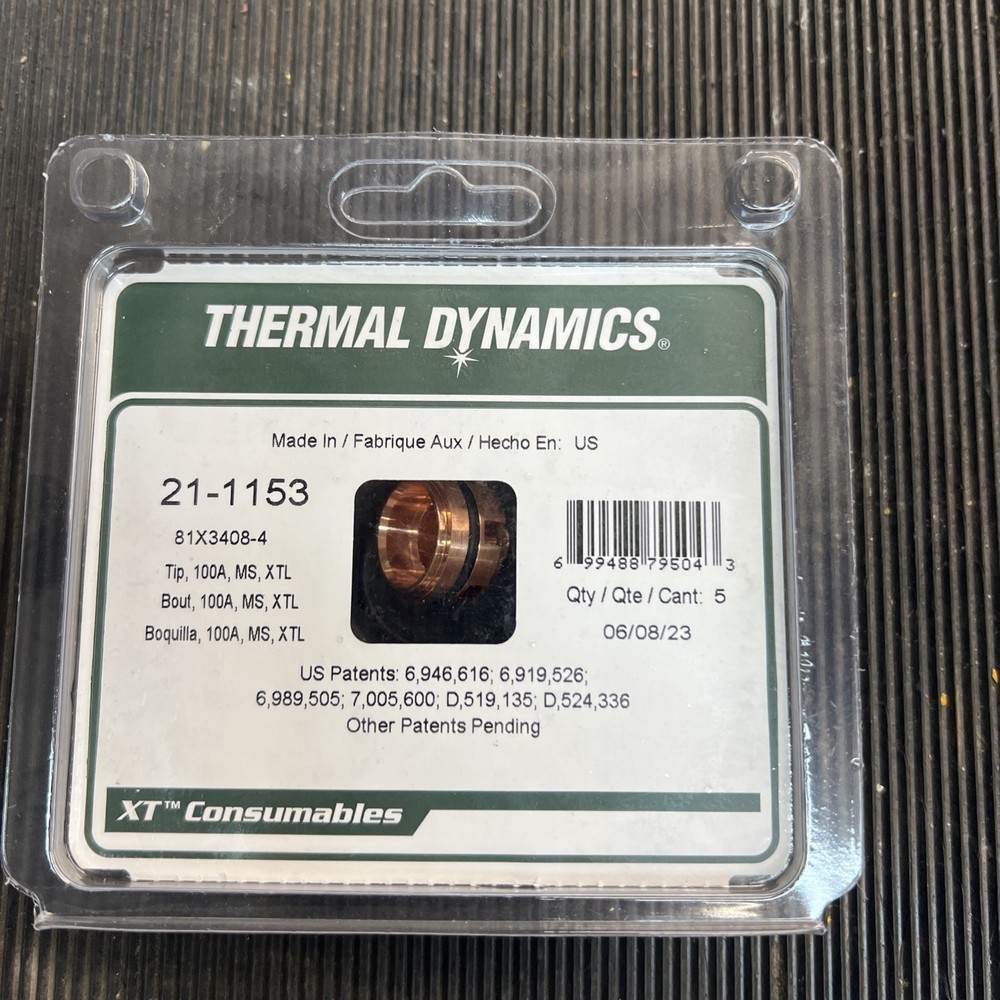 THERMAL DYNAMICS®
Made In / Fabrique Aux / Hecho En: US
21-1153
81X3408-4
Tip, 100A, MS, XTL
Bout, 100A, MS, XTL
Boquilla, 100A, MS, XTL
6 99488 79504 3
Qty / Qte / Cant: 5
06/08/23
US Patents: 6,946,616; 6,919,526;
6,989,505; 7,005,600; D,519,135; D,524,336
Other Patents Pending
XT™ Consumables